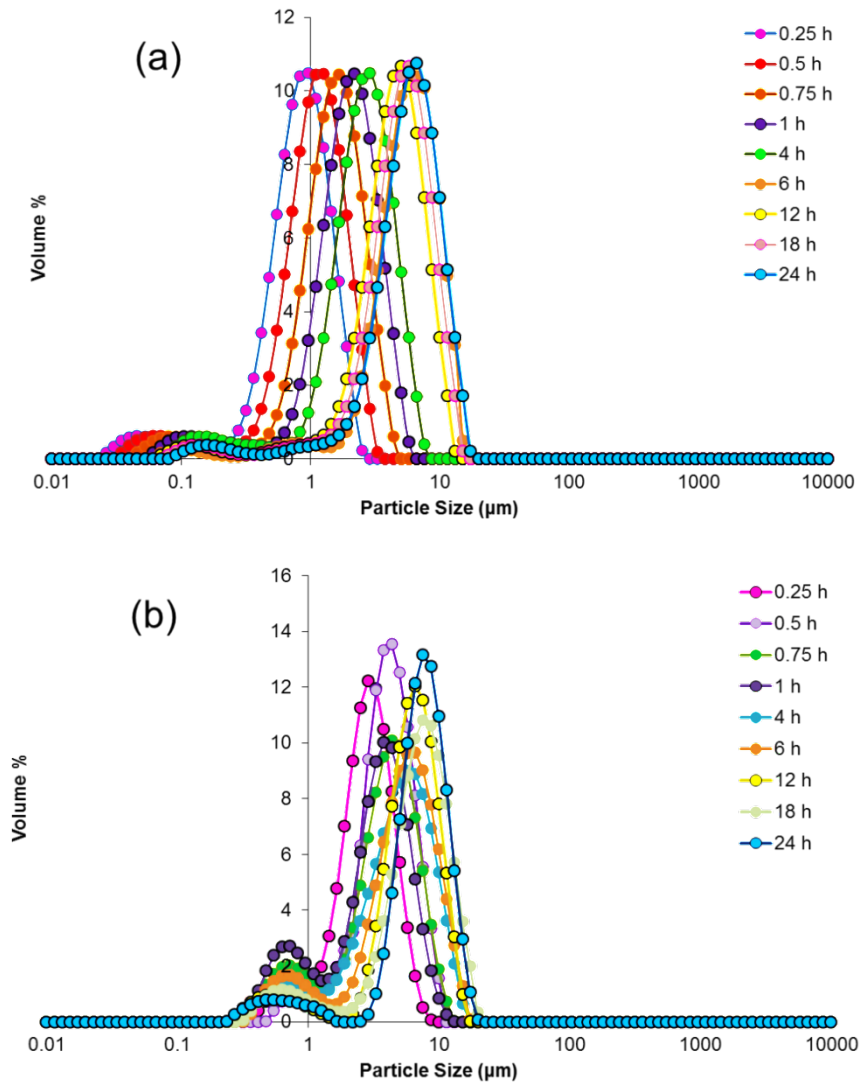 (a)
12
10
8
6
4
2
0
0.01 0.1 1 10 100 1000 10000
Volume %
Particle Size (µm)
0.25 h
0.5 h
0.75 h
1 h
4 h
6 h
12 h
18 h
24 h
(b)
16
14
12
10
8
6
4
2
0
0.01 0.1 1 10 100 1000 10000
Volume %
Particle Size (µm)
0.25 h
0.5 h
0.75 h
1 h
4 h
6 h
12 h
18 h
24 h